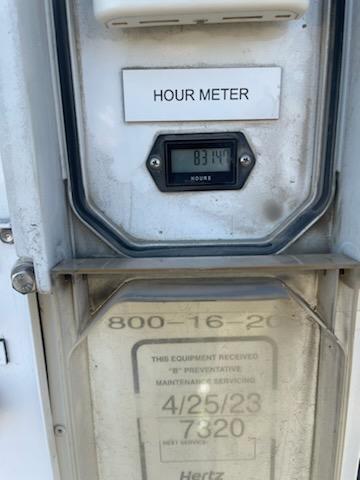 HOUR METER
8314
HOURS
800-16-20
THIS EQUIPMENT RECEIVED
"B" PREVENTATIVE
MAINTENANCE SERVICING
4/25/23
7320
NEXT SERVICE:
Hertz